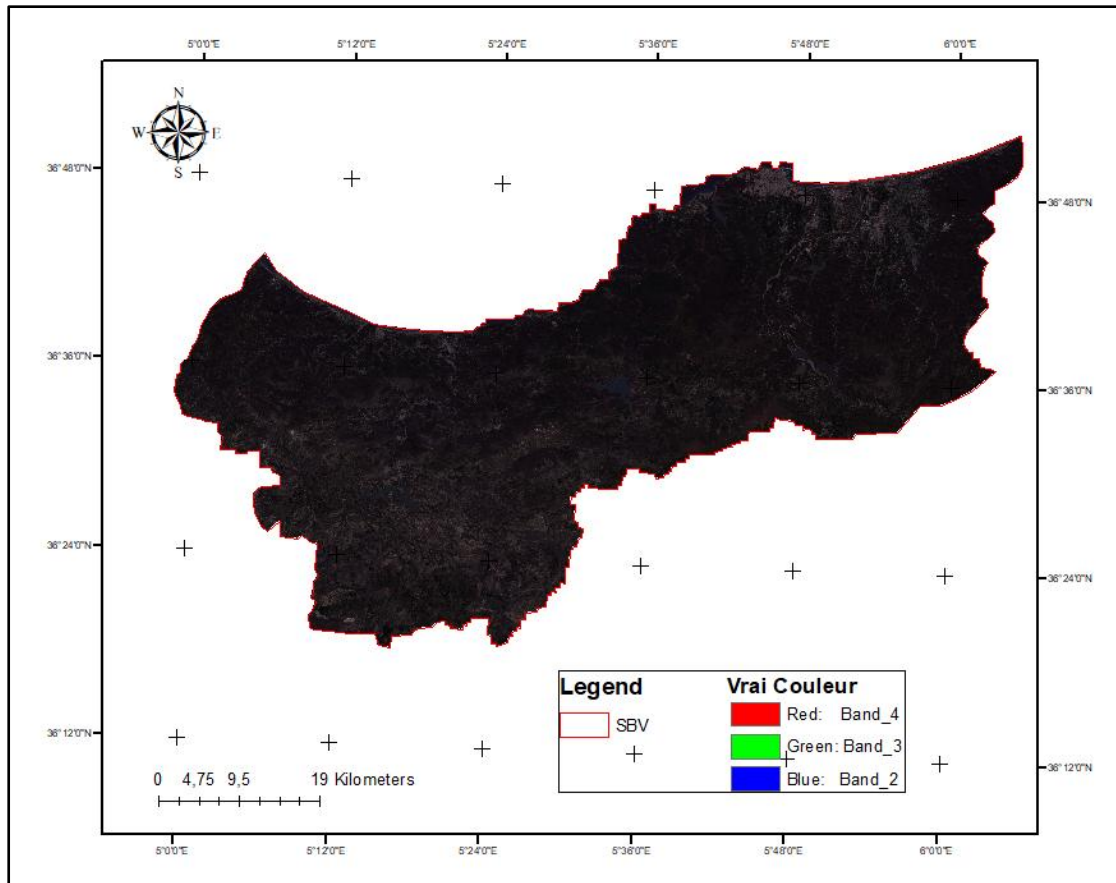 5°0'0"E 5°12'0"E 5°24'0"E 5°36'0"E 5°48'0"E 6°0'0"E
N
W E
S
36°48'0"N
36°48'0"N
36°36'0"N
36°36'0"N
36°24'0"N
36°24'0"N
36°12'0"N
36°12'0"N
Legend
SBV
Vrai Couleur
Red: Band_4
Green: Band_3
Blue: Band_2
0 4,75 9,5 19 Kilometers
5°0'0"E 5°12'0"E 5°24'0"E 5°36'0"E 5°48'0"E 6°0'0"E